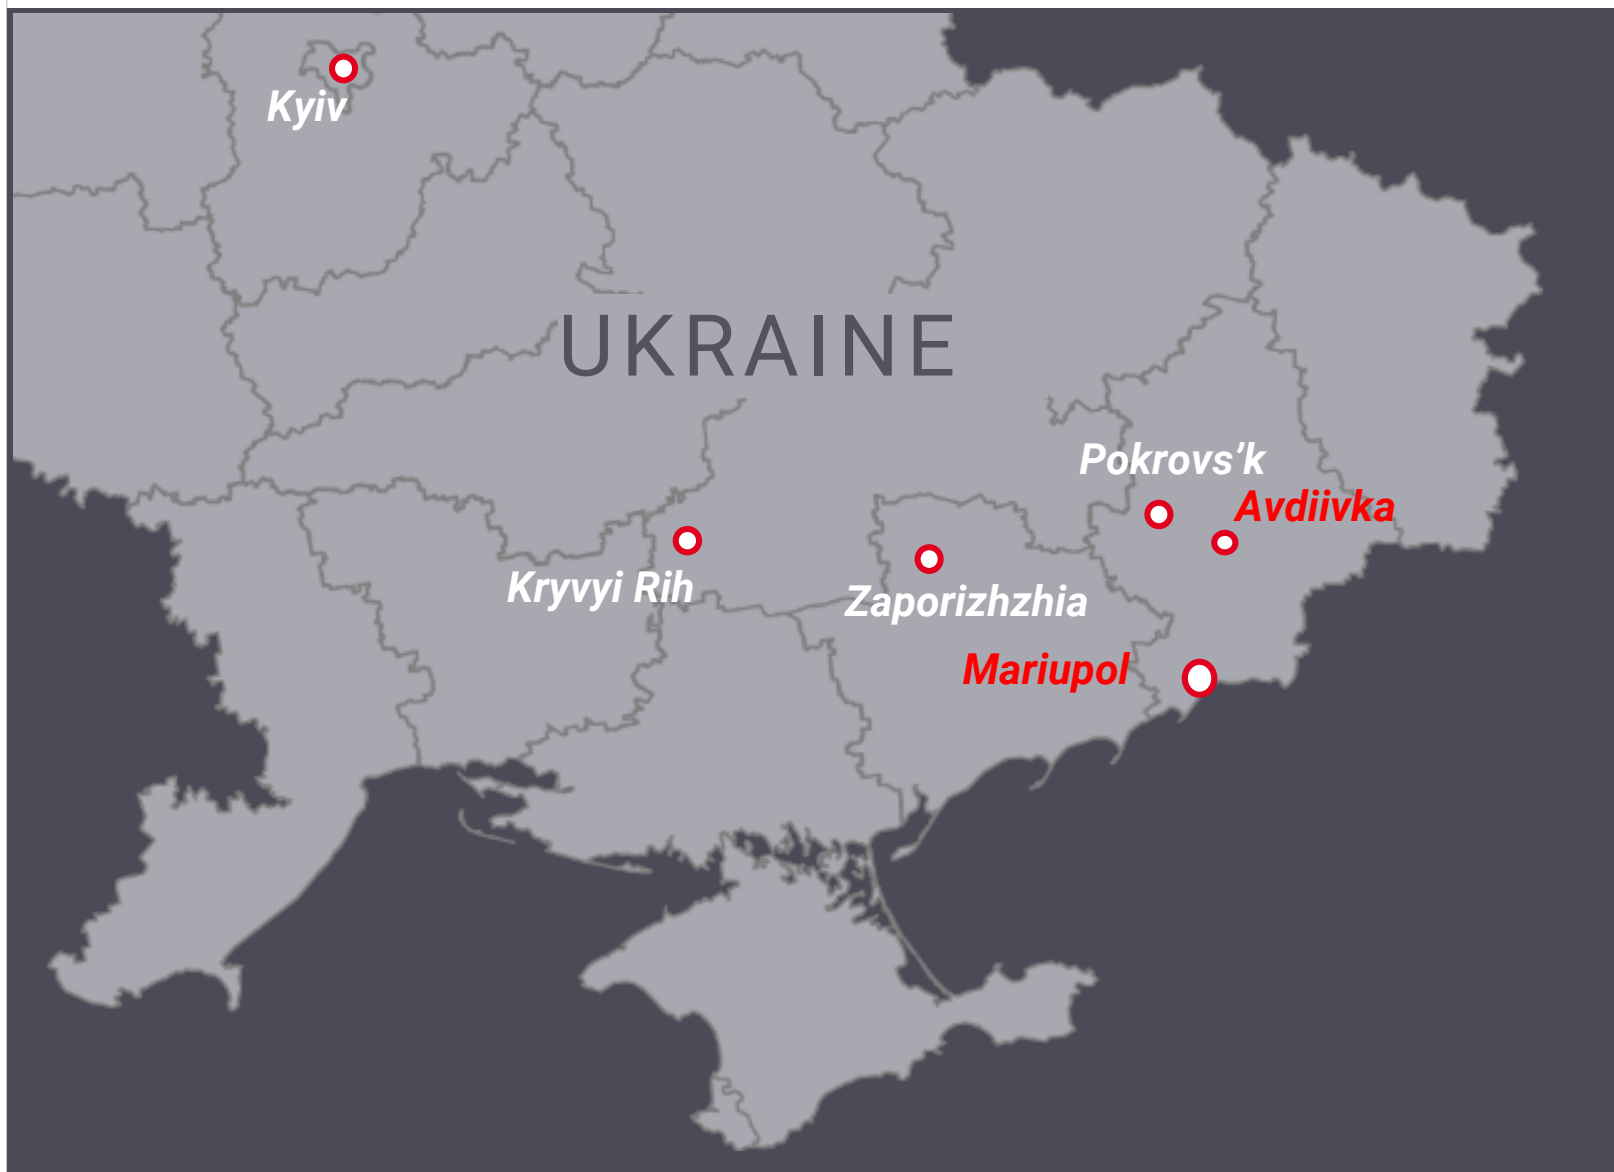 Kyiv
UKRAINE
Pokrovs’k
Avdiivka
Kryvyi Rih
Zaporizhzhia
Mariupol